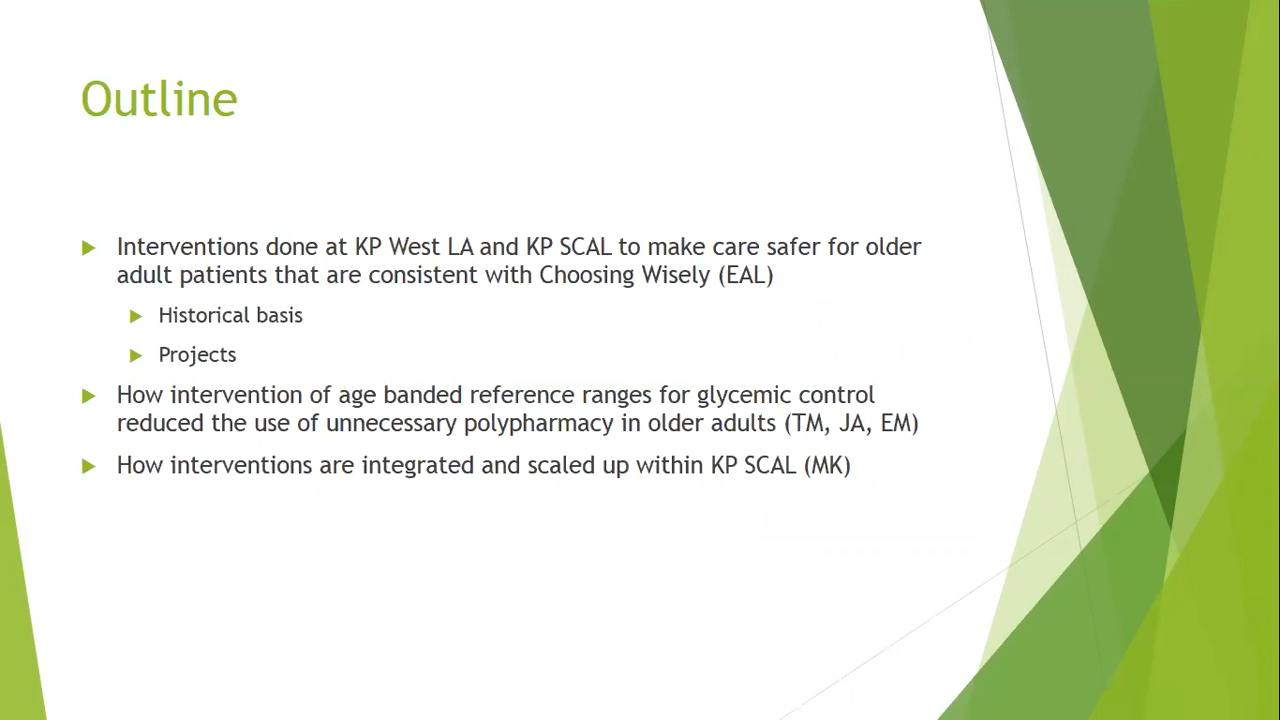 Outline
Interventions done at KP West LA and KP SCAL to make care safer for older
adult patients that are consistent with Choosing Wisely (EAL)
Historical basis
Projects
How intervention of age banded reference ranges for glycemic control
reduced the use of unnecessary polypharmacy in older adults (TM, JA, EM)
How interventions are integrated and scaled up within KP SCAL (MK)